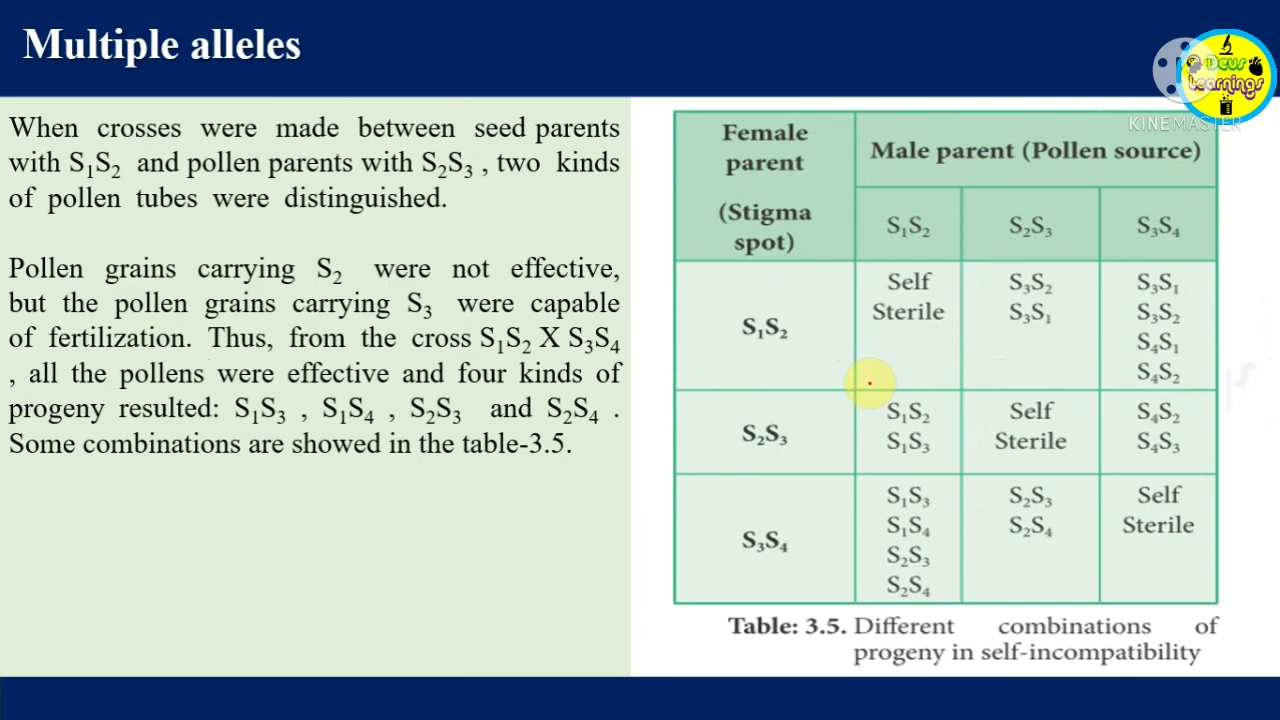 Multiple alleles
Deus
Learnings
KINEMASTER
When crosses were made between seed parents
with S₁S₂ and pollen parents with S₂S₃ , two kinds
of pollen tubes were distinguished.
Pollen grains carrying S₂ were not effective,
but the pollen grains carrying S₃ were capable
of fertilization. Thus, from the cross S₁S₂ X S₃S₄
, all the pollens were effective and four kinds of
progeny resulted: S₁S₃ , S₁S₄ , S₂S₃ and S₂S₄ .
Some combinations are showed in the table-3.5.
Female
parent
(Stigma
spot)
Male parent (Pollen source)
S₁S₂ S₂S₃ S₃S₄
S₁S₂
Self
Sterile
S₃S₂
S₃S₁
S₃S₁
S₃S₂
S₄S₁
S₄S₂
S₂S₃
S₁S₂
S₁S₃
Self
Sterile
S₄S₂
S₄S₃
S₃S₄
S₁S₃
S₁S₄
S₂S₃
S₂S₄
S₂S₃
S₂S₄
Self
Sterile
Table: 3.5. Different combinations of
progeny in self-incompatibility